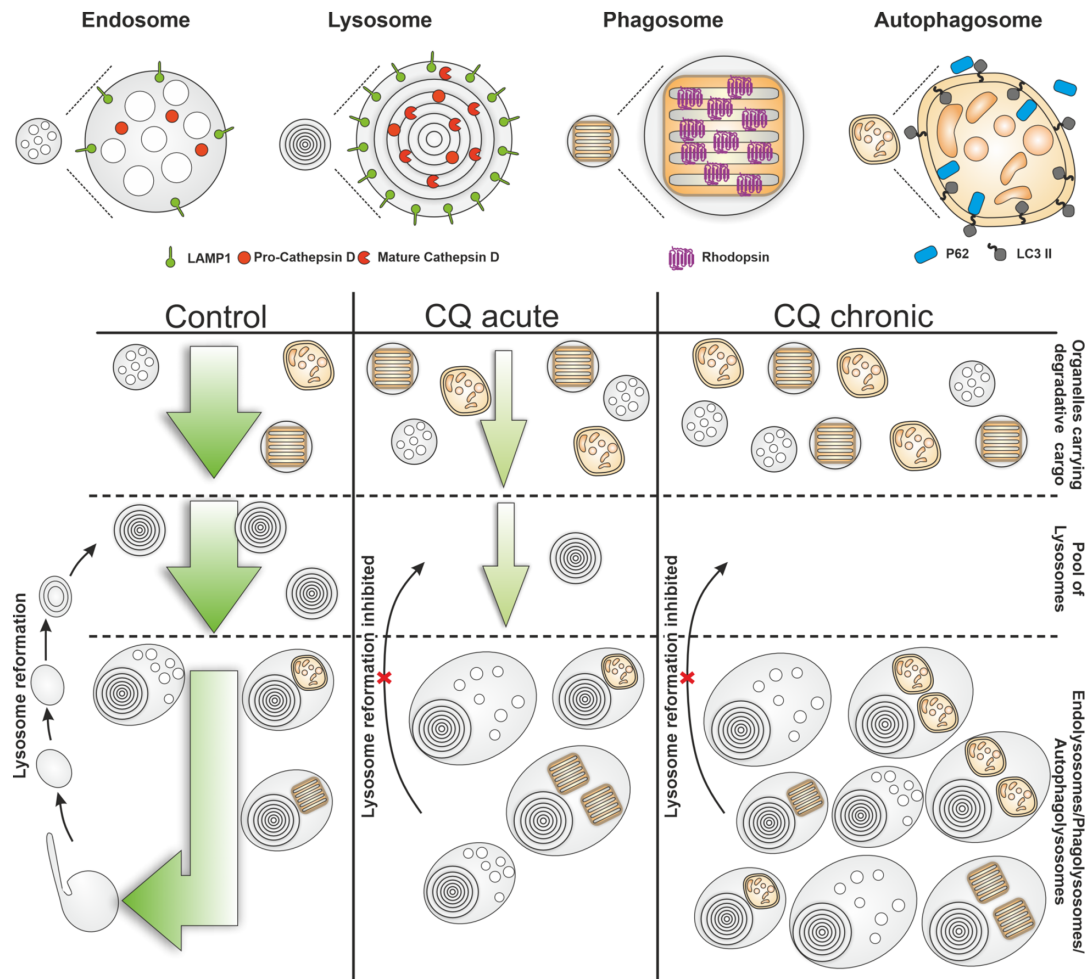 Endosome
Lysosome
Phagosome
Autophagosome
LAMP1
Pro-Cathepsin D
Mature Cathepsin D
Rhodopsin
P62
LC3 II
Control
CQ acute
CQ chronic
Organelles carrying
degradative cargo
Pool of
Lysosomes
Lysosome reformation
Lysosome reformation inhibited
Lysosome reformation inhibited
Endolysosomes/Phagolysosomes/
Autophagolysosomes